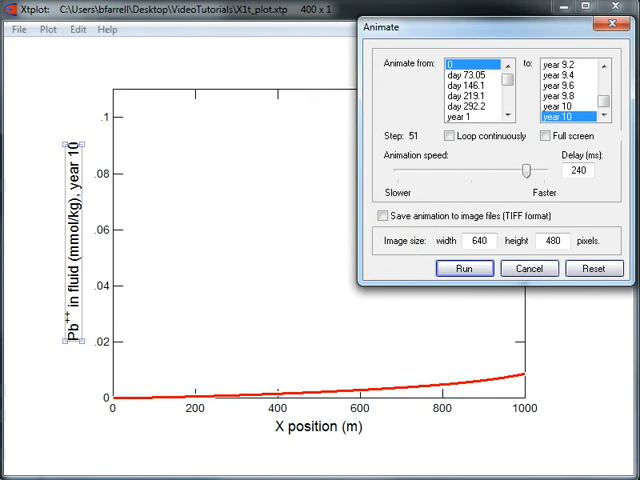 Xtplot: C:\Users\bfarrell\Desktop\VideoTutorials\X1t_plot.xtp 400 x 1
File Plot Edit Help
Animate
Animate from:
0
day 73.05
day 146.1
day 219.1
day 292.2
year 1
to:
year 9.2
year 9.4
year 9.6
year 9.8
year 10
year 10
Step: 51
Loop continuously
Full screen
Animation speed:
Delay (ms):
240
Slower
Faster
Save animation to image files (TIFF format)
Image size: width 640 height 480 pixels.
Run
Cancel
Reset
Pb++ in fluid (mmol/kg), year 10
.1
.08
.06
.04
.02
0
0 200 400 600 800 1000
X position (m)